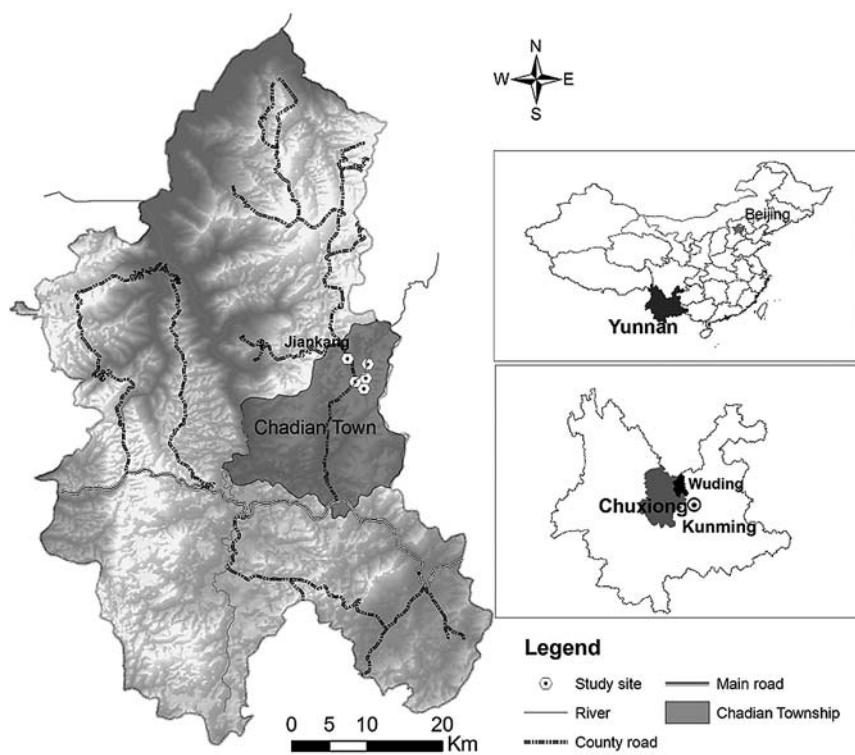 N
W E
S
Beijing
Yunnan
Jiankang
Chadian Town
Wuding
Chuxiong
Kunming
Legend
Study site
Main road
River
Chadian Township
County road
0 5 10 20
Km